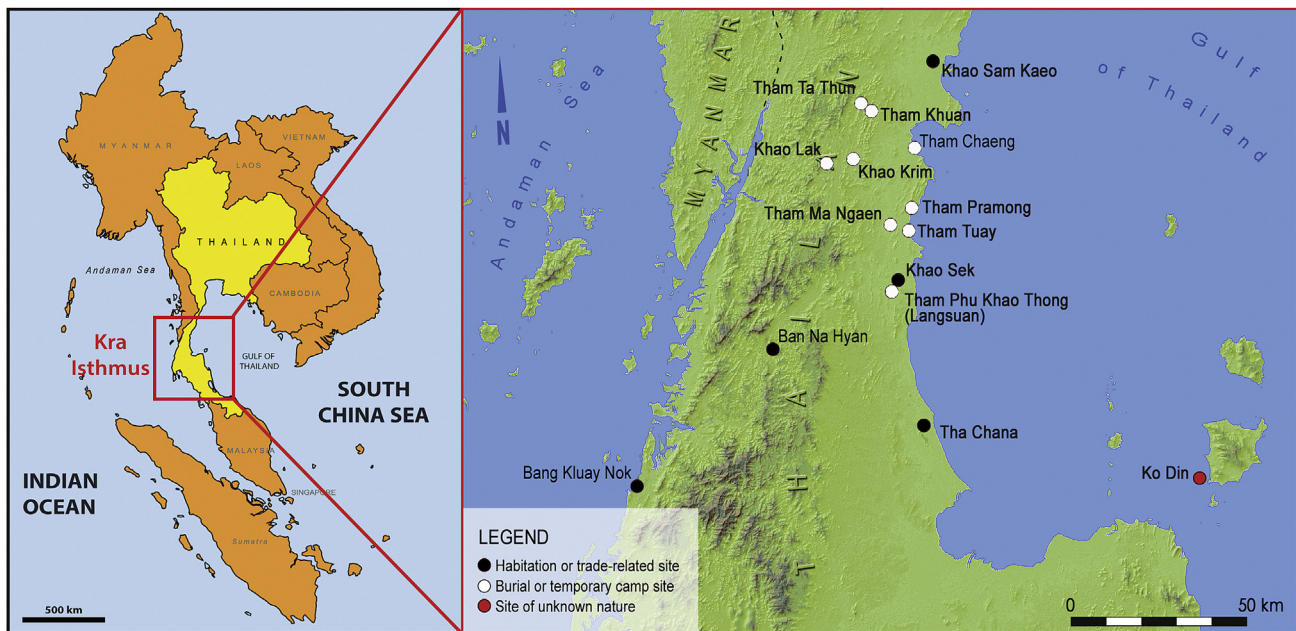 MYANMAR
VIETNAM
LAOS
THAILAND
Andaman Sea
CAMBODIA
Kra
Isthmus
GULF OF
THAILAND
SOUTH
CHINA SEA
MALAYSIA
INDIAN
OCEAN
SINGAPORE
Sumatra
500 km
Andaman Sea
N
MYANMAR
THAILAN
Gulf
of Thailand
Khao Sam Kaeo
Tham Ta Thun
Tham Khuan
Tham Chaeng
Khao Lak
Khao Krim
Tham Pramong
Tham Ma Ngaen
Tham Tuay
Khao Sek
Tham Phu Khao Thong
(Langsuan)
Ban Na Hyan
Tha Chana
Bang Kluay Nok
Ko Din
LEGEND
Habitation or trade-related site
Burial or temporary camp site
Site of unknown nature
0 50 km